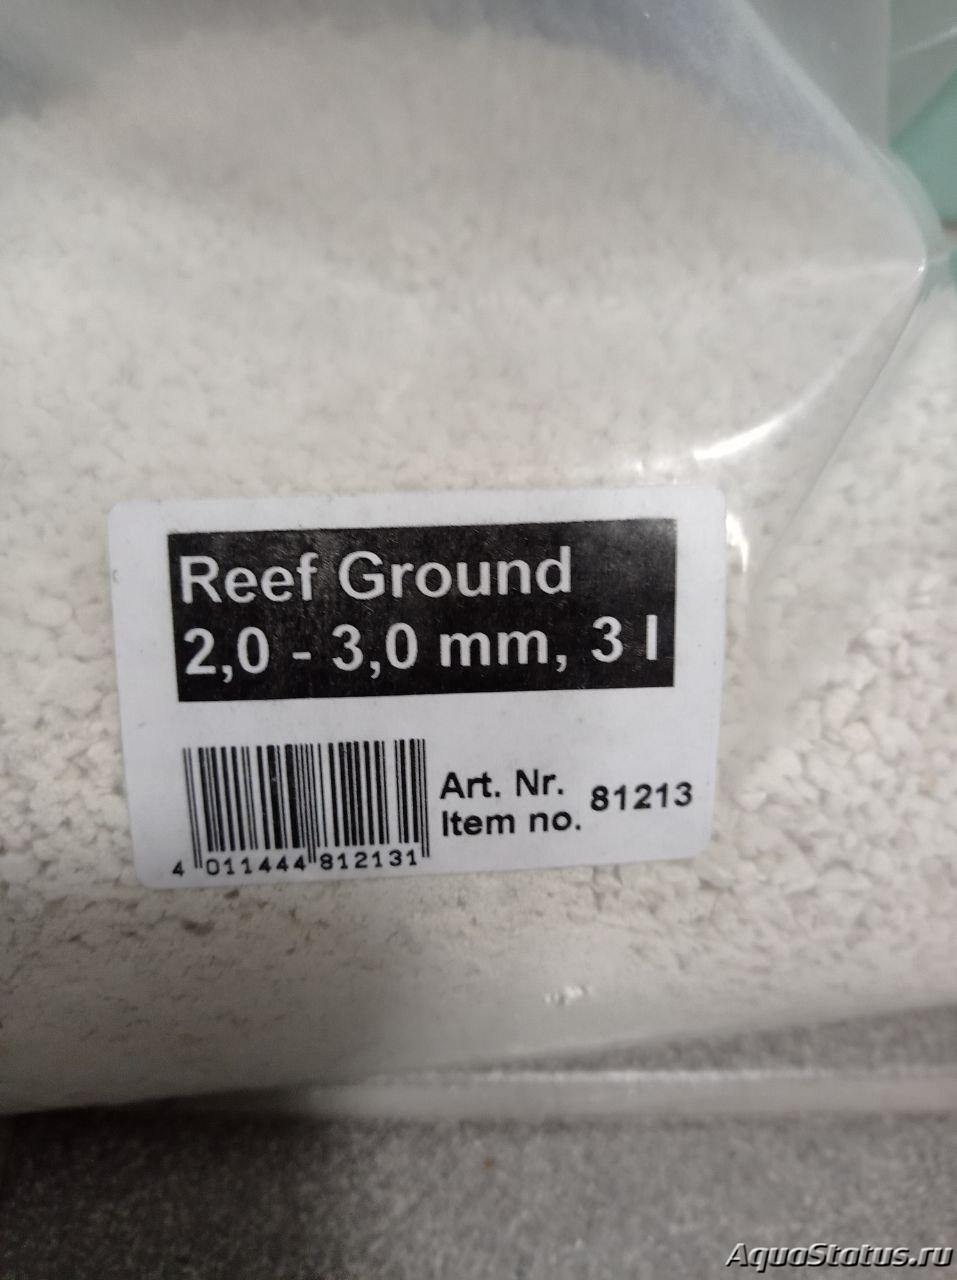 Reef Ground
2,0 - 3,0 mm, 3 l
Art. Nr.
Item no. 81213
4 011444 812131
AquaStatus.ru